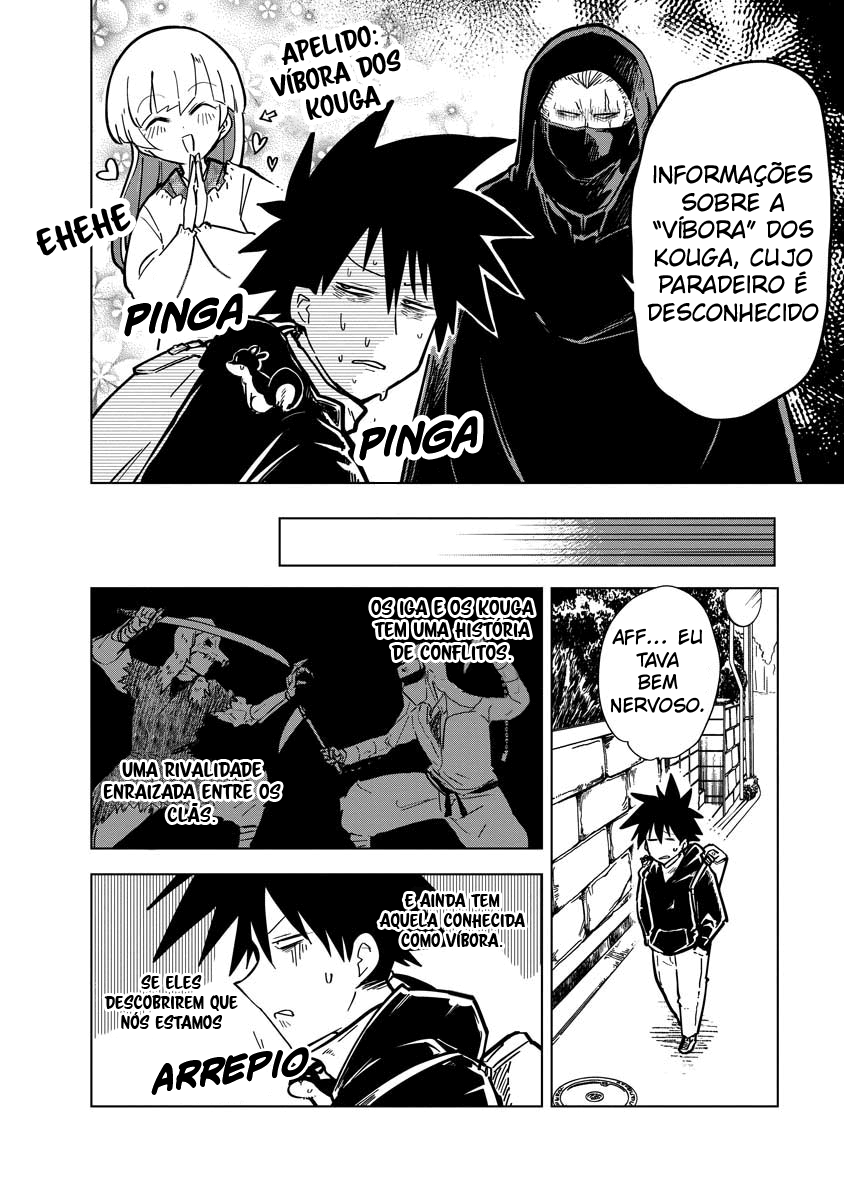 INFORMAÇÕES
SOBRE A
“VÍBORA” DOS
KOUGA, CUJO
PARADEIRO É
DESCONHECIDO
APELIDO:
VÍBORA DOS
KOUGA
EHEHE
PINGA
PINGA
AFF... EU
TAVA
BEM
NERVOSO.
OS IGA E OS KOUGA
TEM UMA HISTÓRIA
DE CONFLITOS.
UMA RIVALIDADE
ENRAIZADA ENTRE OS
CLÃS.
E AINDA TEM
AQUELA CONHECIDA
COMO VÍBORA.
SE ELES
DESCOBRIREM QUE
NÓS ESTAMOS
ARREPIO